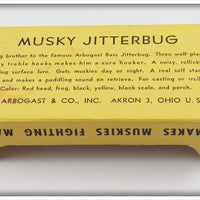 MUSKY JITTERBUG
ng brother to the famous Arbogast Bass Jitterbug. Three well plac
y treble hooks makes him a sure hooker. A noisy, rollick
ing surface lure. Gets muskies day or night. A real self start
and makes a paddling sound on retrieve. For casting or trolli
Color: Red head, frog, black, yellow, black scale, and perch.
ARBOGAST & CO., INC. AKRON 3, OHIO U. S.
MAKES MUSKIES FIGHTING MA